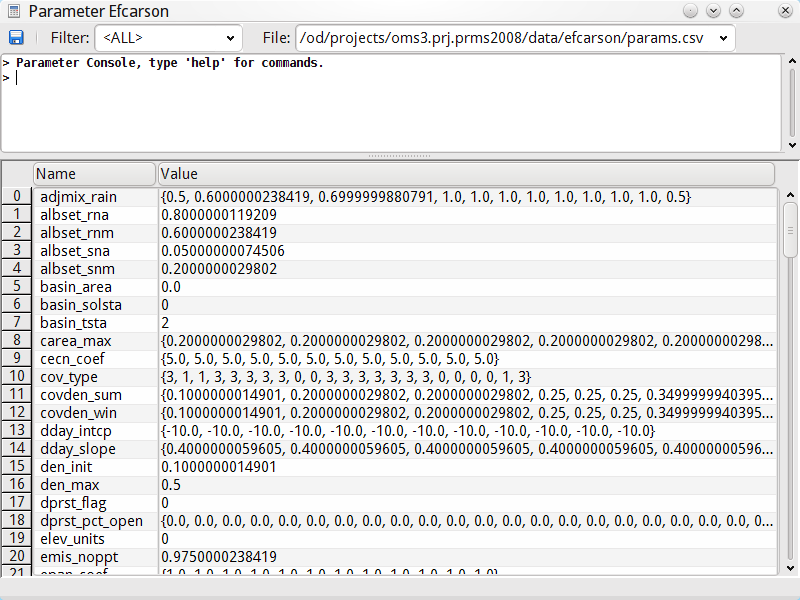 Parameter Efcarson
Filter: <ALL> File: /od/projects/oms3.prj.prms2008/data/efcarson/params.csv
> Parameter Console, type 'help' for commands.
>
Name Value
0 adjmix_rain {0.5, 0.6000000238419, 0.6999999880791, 1.0, 1.0, 1.0, 1.0, 1.0, 1.0, 1.0, 1.0, 0.5}
1 albset_rna 0.8000000119209
2 albset_rnm 0.6000000238419
3 albset_sna 0.05000000074506
4 albset_snm 0.2000000029802
5 basin_area 0.0
6 basin_solsta 0
7 basin_tsta 2
8 carea_max {0.2000000029802, 0.2000000029802, 0.2000000029802, 0.2000000029802, 0.20000000298...
9 cecn_coef {5.0, 5.0, 5.0, 5.0, 5.0, 5.0, 5.0, 5.0, 5.0, 5.0, 5.0, 5.0}
10 cov_type {3, 1, 1, 3, 3, 3, 3, 3, 0, 0, 3, 3, 3, 3, 3, 3, 3, 3, 0, 0, 0, 0, 1, 3}
11 covden_sum {0.1000000014901, 0.2000000029802, 0.2000000029802, 0.25, 0.25, 0.25, 0.3499999940395...
12 covden_win {0.1000000014901, 0.2000000029802, 0.2000000029802, 0.25, 0.25, 0.25, 0.3499999940395...
13 dday_intcp {-10.0, -10.0, -10.0, -10.0, -10.0, -10.0, -10.0, -10.0, -10.0, -10.0, -10.0, -10.0}
14 dday_slope {0.4000000059605, 0.4000000059605, 0.4000000059605, 0.4000000059605, 0.40000000596...
15 den_init 0.1000000014901
16 den_max 0.5
17 dprst_flag 0
18 dprst_pct_open {0.0, 0.0, 0.0, 0.0, 0.0, 0.0, 0.0, 0.0, 0.0, 0.0, 0.0, 0.0, 0.0, 0.0, 0.0, 0.0, 0.0, 0.0, 0.0, 0.0, 0.0, 0...
19 elev_units 0
20 emis_noppt 0.9750000238419
21 epan_coef {1.0, 1.0, 1.0, 1.0, 1.0, 1.0, 1.0, 1.0, 1.0, 1.0, 1.0, 1.0}